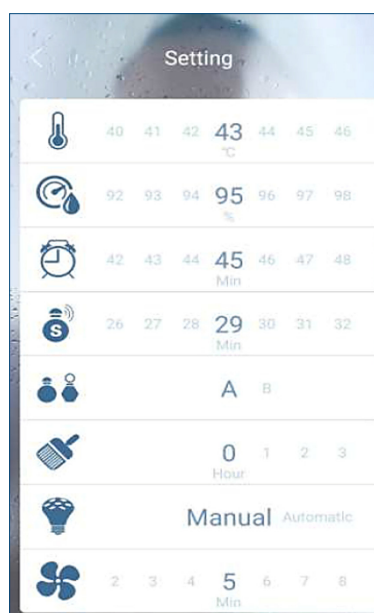 Setting
40 41 42 43 44 45 46
°C
92 93 94 95 96 97 98
%
42 43 44 45 46 47 48
Min
S 26 27 28 29 30 31 32
Min
A B
0 1 2 3
Hour
Manual Automatic
2 3 4 5 6 7 8
Min